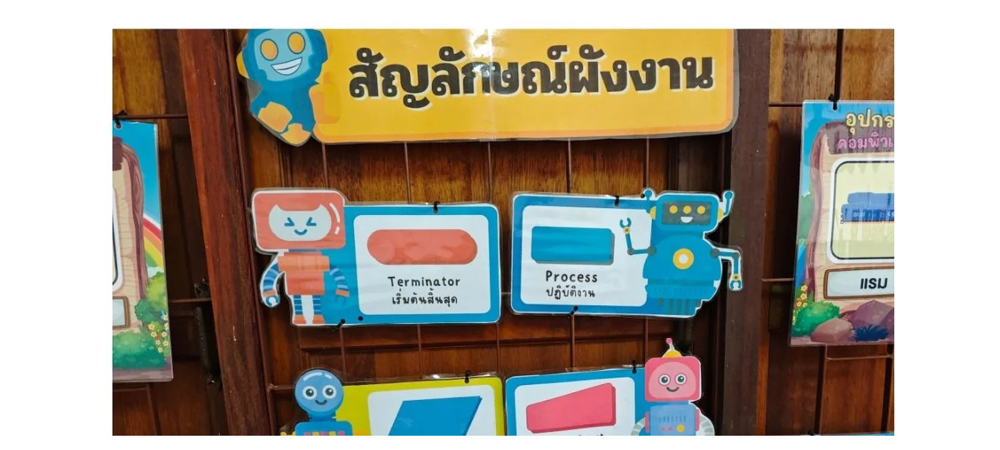 สัญลักษณ์ผังงาน
อุปกร
คอมพิวเ
Terminator
เริ่มต้นสิ้นสุด
Process
ปฏิบัติงาน
แรม